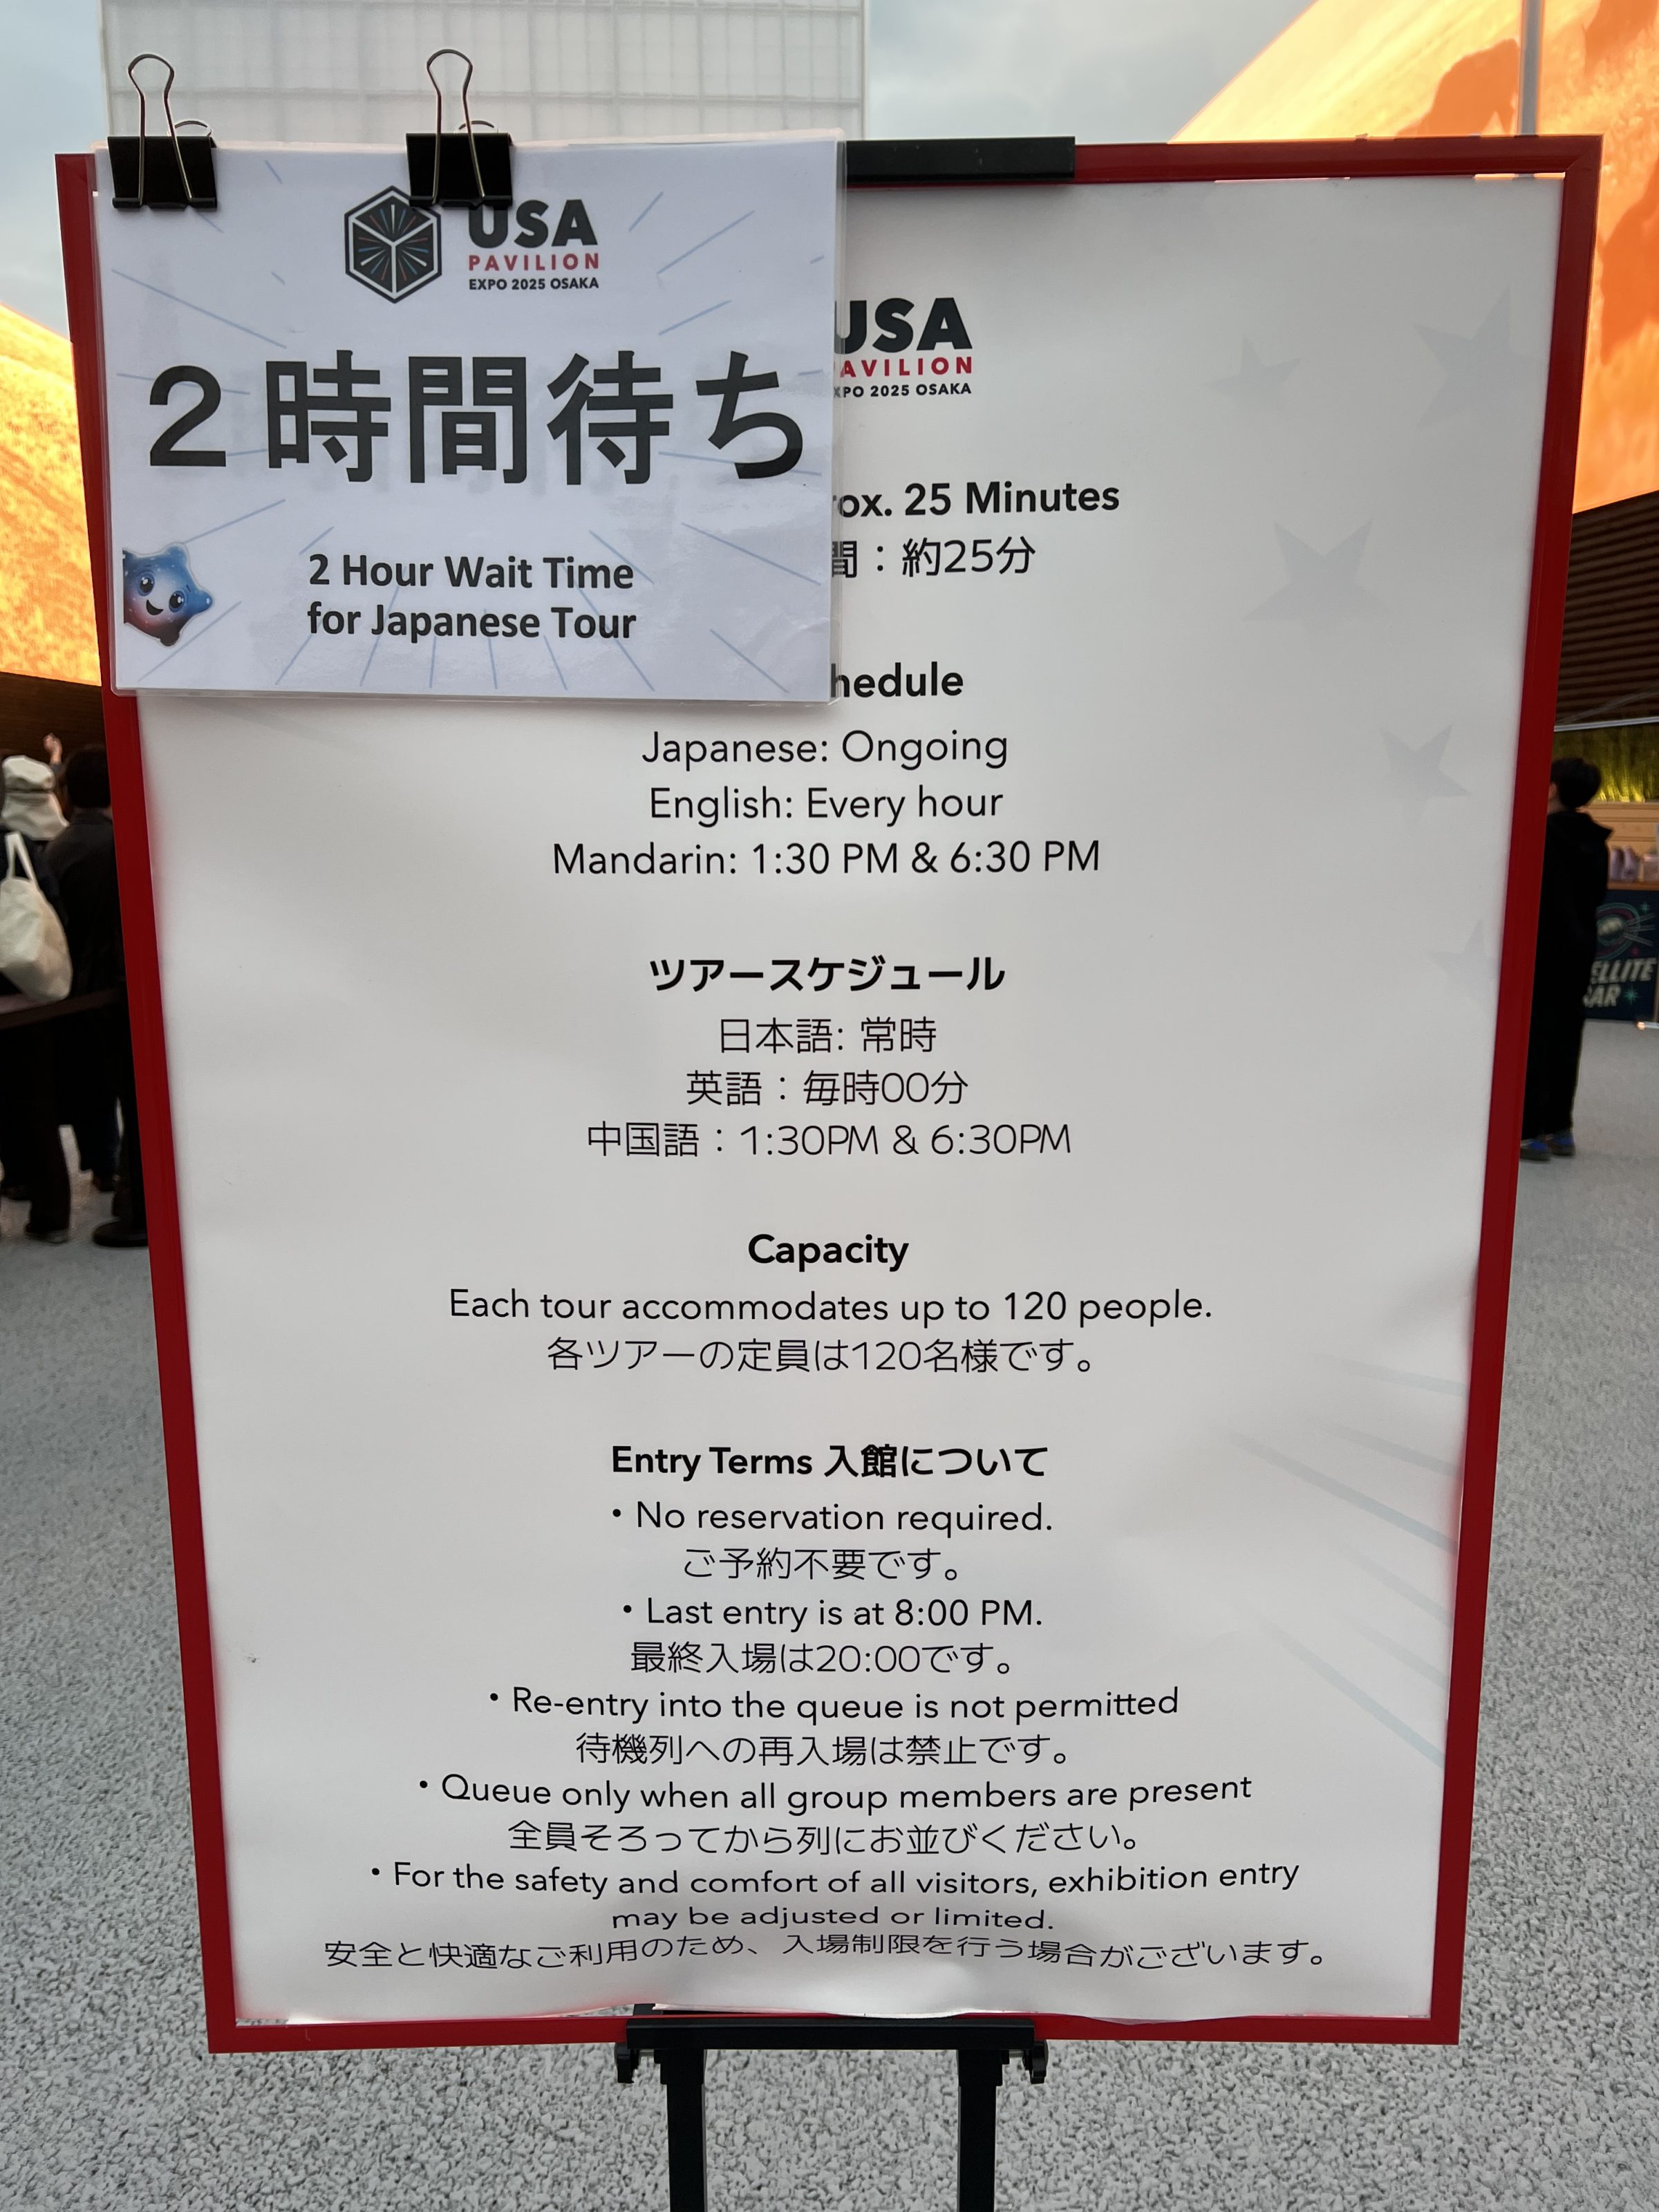 USA
PAVILION
EXPO 2025 OSAKA
２時間待ち
2 Hour Wait Time
for Japanese Tour
USA
PAVILION
EXPO 2025 OSAKA
25 Minutes
間：約25分
Japanese: Ongoing
English: Every hour
Mandarin: 1:30 PM & 6:30 PM
ツアースケジュール
日本語: 常時
英語：毎時00分
中国語：1:30PM & 6:30PM
Capacity
Each tour accommodates up to 120 people.
各ツアーの定員は120名様です。
Entry Terms 入館について
• No reservation required.
ご予約不要です。
• Last entry is at 8:00 PM.
最終入場は20:00です。
• Re-entry into the queue is not permitted
待機列への再入場は禁止です。
• Queue only when all group members are present
全員そろってから列にお並びください。
• For the safety and comfort of all visitors, exhibition entry
may be adjusted or limited.
安全と快適なご利用のため、入場制限を行う場合がございます。